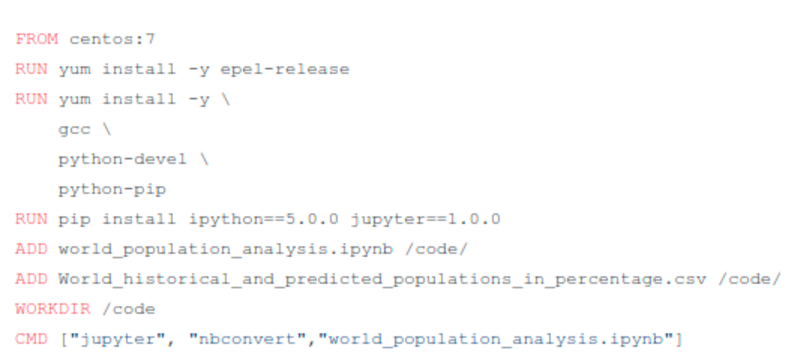 FROM centos:7
RUN yum install -y epel-release
RUN yum install -y \
    gcc \
    python-devel \
    python-pip
RUN pip install ipython==5.0.0 jupyter==1.0.0
ADD world_population_analysis.ipynb /code/
ADD World_historical_and_predicted_populations_in_percentage.csv /code/
WORKDIR /code
CMD ["jupyter", "nbconvert","world_population_analysis.ipynb"]